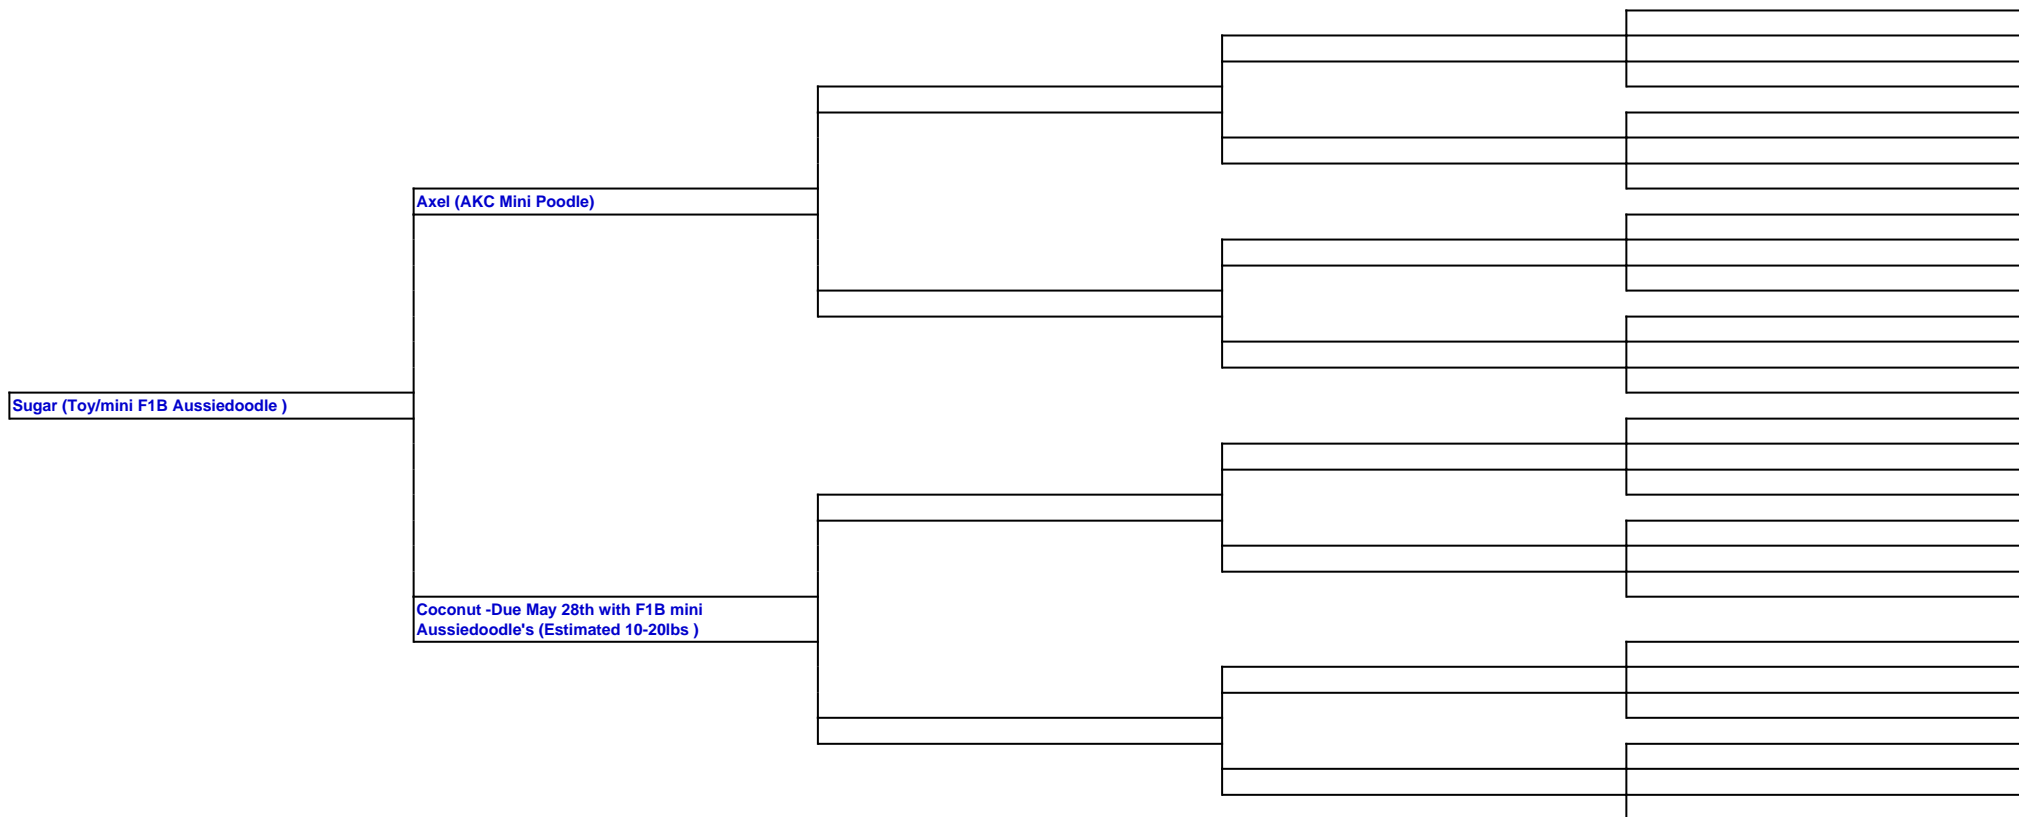 Axel (AKC Mini Poodle)
Sugar (Toy/mini F1B Aussiedoodle )
Coconut -Due May 28th with F1B mini
Aussiedoodle's (Estimated 10-20lbs )